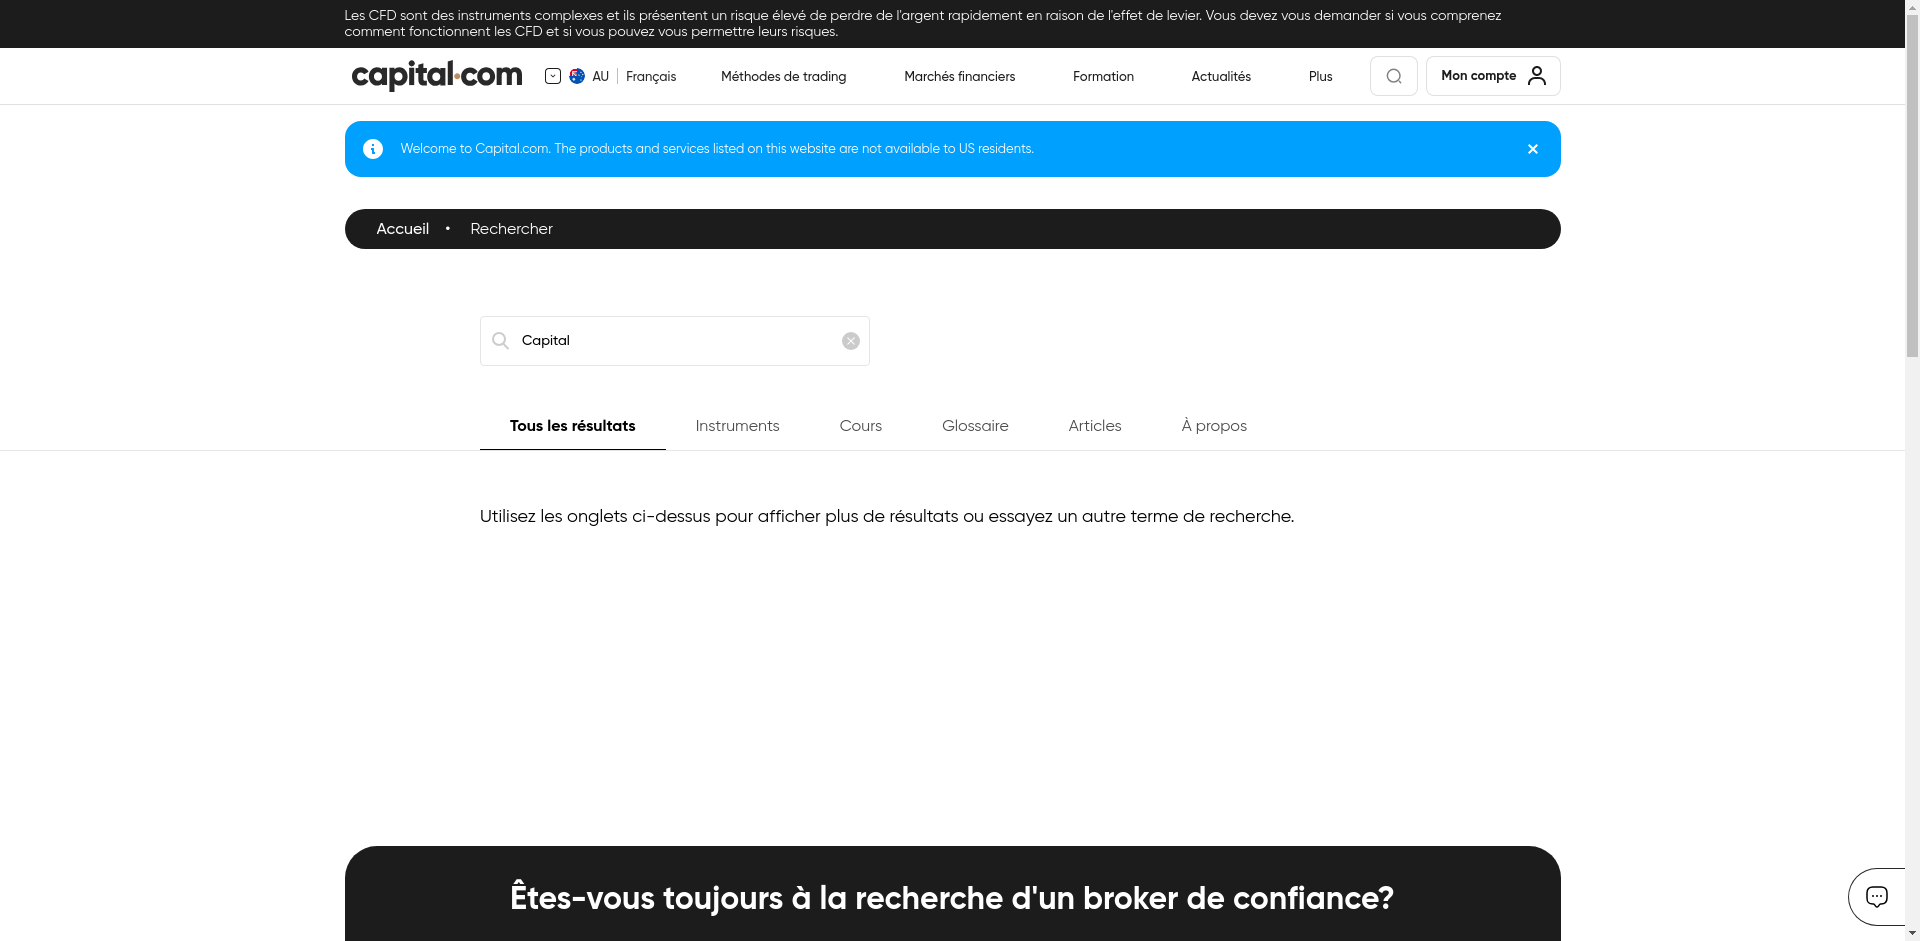 Les CFD sont des instruments complexes et ils présentent un risque élevé de perdre de l'argent rapidement en raison de l'effet de levier. Vous devez vous demander si vous comprenez
comment fonctionnent les CFD et si vous pouvez vous permettre leurs risques.
capital.com
AU
Français
Méthodes de trading
Marchés financiers
Formation
Actualités
Plus
Mon compte
Welcome to Capital.com. The products and services listed on this website are not available to US residents.
Accueil • Rechercher
Capital
Tous les résultats
Instruments
Cours
Glossaire
Articles
À propos
Utilisez les onglets ci-dessus pour afficher plus de résultats ou essayez un autre terme de recherche.
Êtes-vous toujours à la recherche d'un broker de confiance?